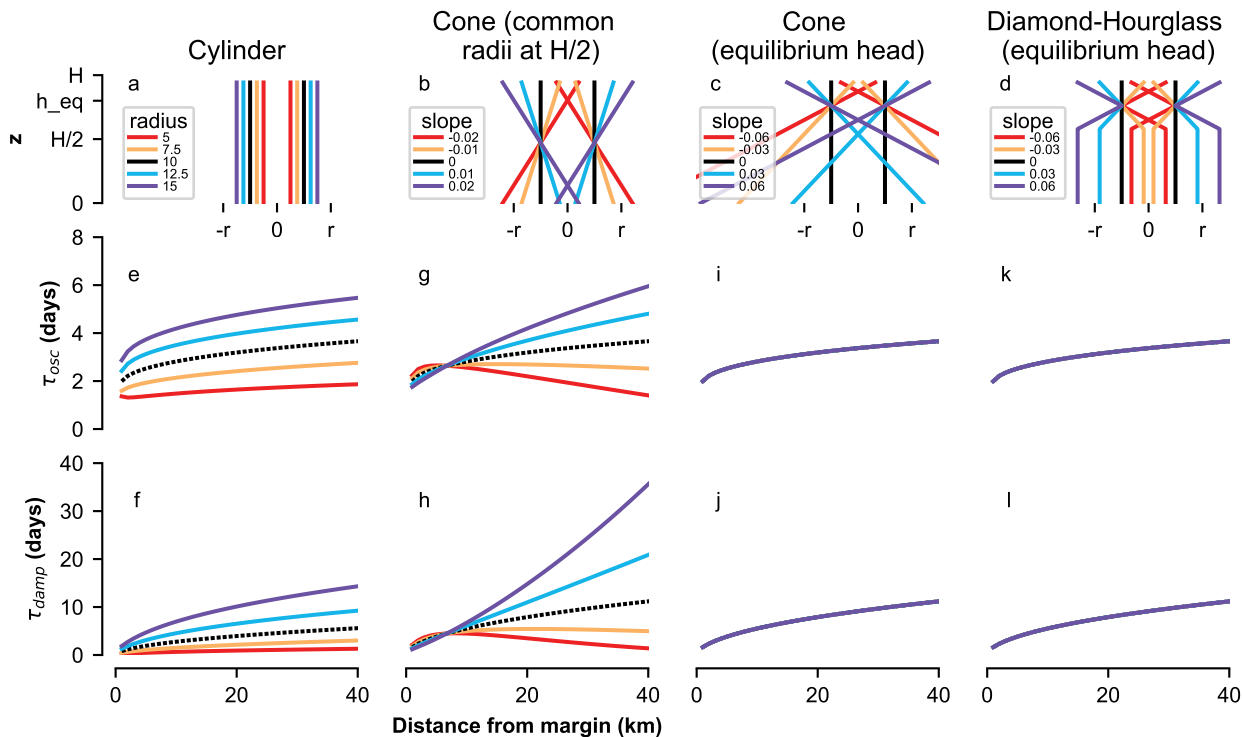 Cylinder
Cone (common
radii at H/2)
Cone
(equilibrium head)
Diamond-Hourglass
(equilibrium head)
z
H
h_eq
H/2
0
a
radius
5
7.5
10
12.5
15
-r 0 r
b
slope
-0.02
-0.01
0
0.01
0.02
-r 0 r
c
slope
-0.06
-0.03
0
0.03
0.06
-r 0 r
d
slope
-0.06
-0.03
0
0.03
0.06
-r 0 r
τosc (days)
8
6
4
2
0
e
g
i
k
τdamp (days)
40
30
20
10
0
f
h
j
l
0 20 40
0 20 40
0 20 40
0 20 40
Distance from margin (km)